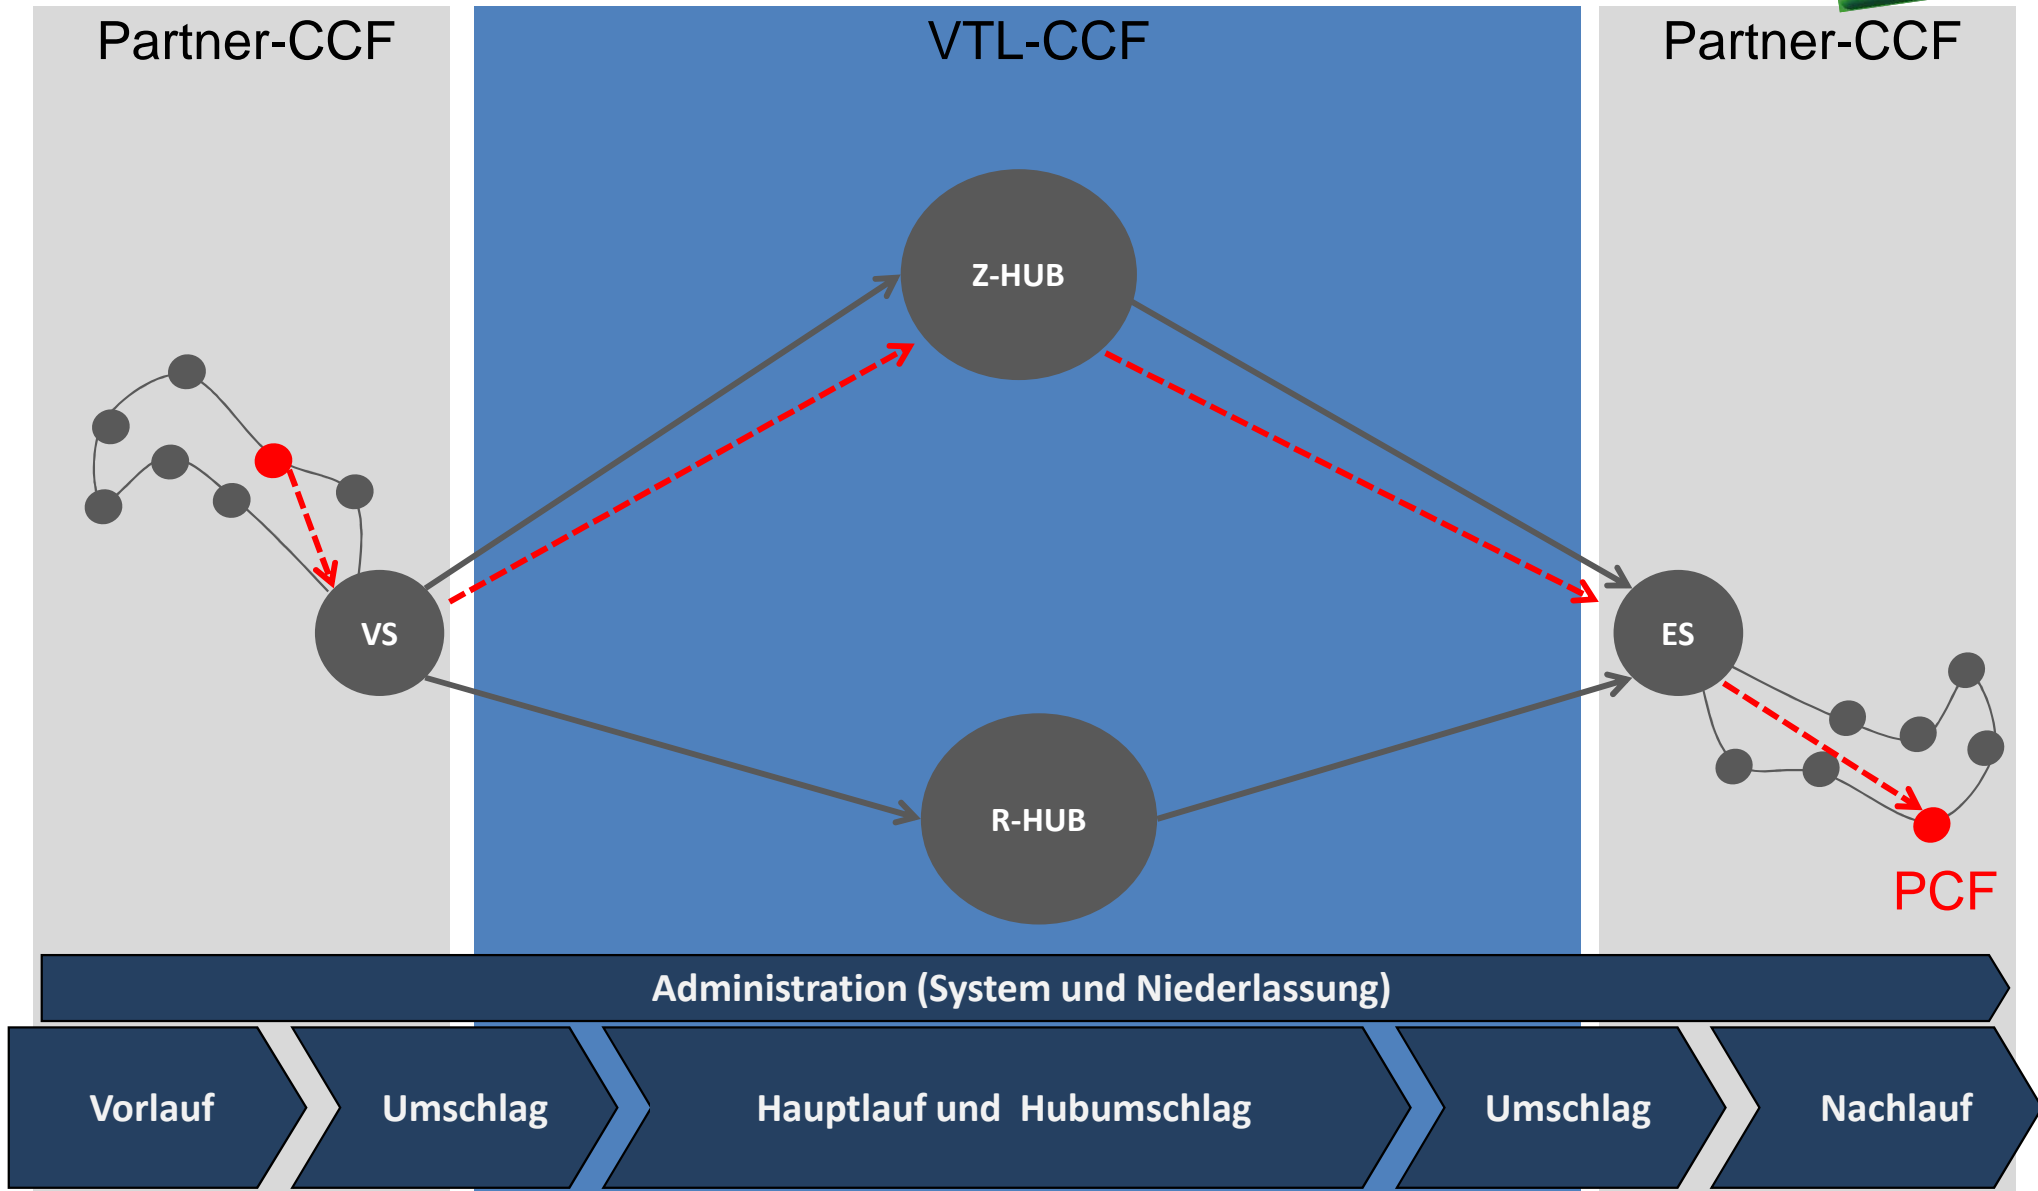 Partner-CCF
VTL-CCF
Partner-CCF
Z-HUB
VS
ES
R-HUB
PCF
Administration (System und Niederlassung)
Vorlauf
Umschlag
Hauptlauf und Hubumschlag
Umschlag
Nachlauf